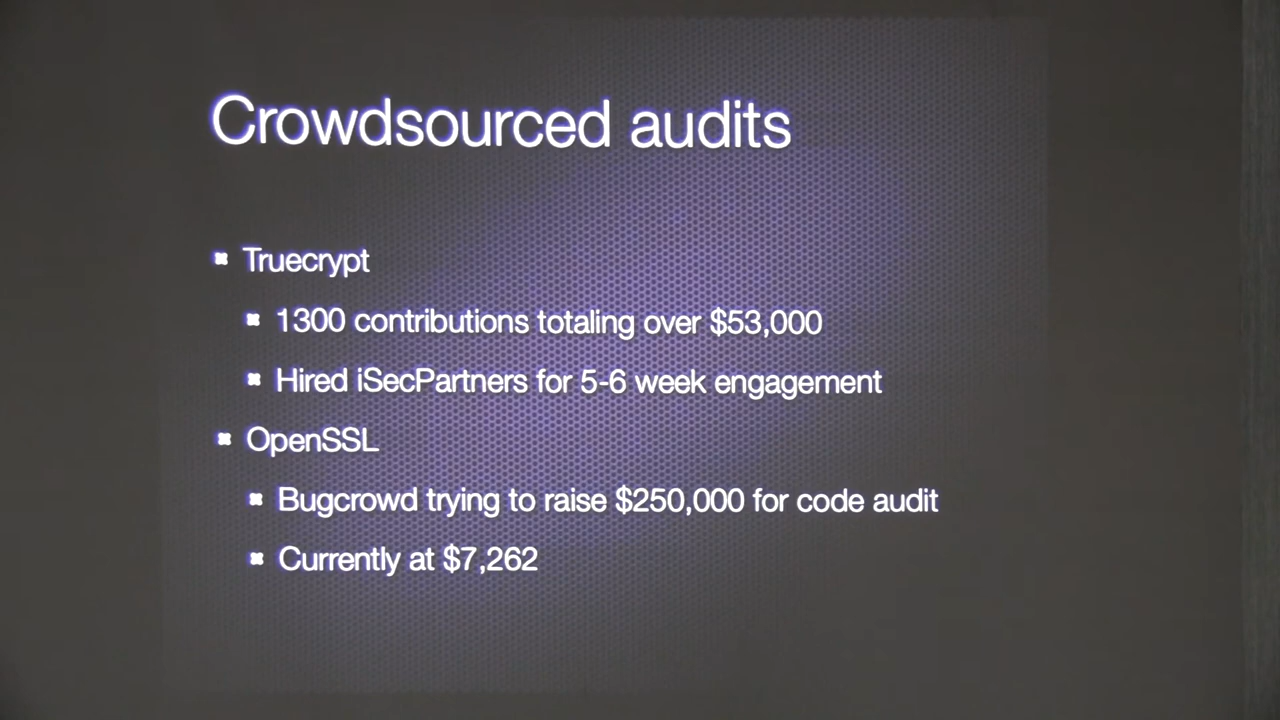 Crowdsourced audits
Truecrypt
1300 contributions totaling over $53,000
Hired iSecPartners for 5-6 week engagement
OpenSSL
Bugcrowd trying to raise $250,000 for code audit
Currently at $7,262